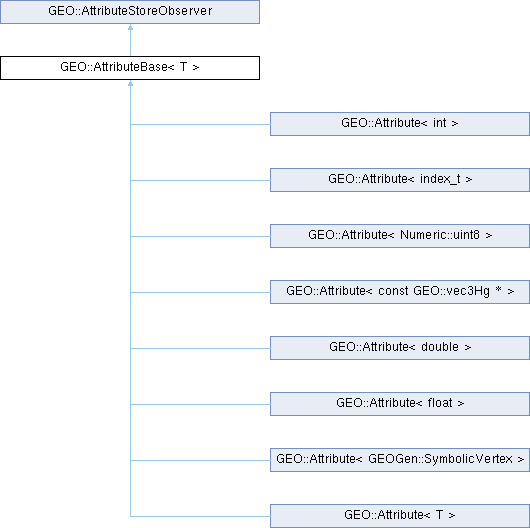 GEO::AttributeStoreObserver
GEO::AttributeBase< T >
GEO::Attribute< int >
GEO::Attribute< index_t >
GEO::Attribute< Numeric::uint8 >
GEO::Attribute< const GEO::vec3Hg * >
GEO::Attribute< double >
GEO::Attribute< float >
GEO::Attribute< GEOGen::SymbolicVertex >
GEO::Attribute< T >